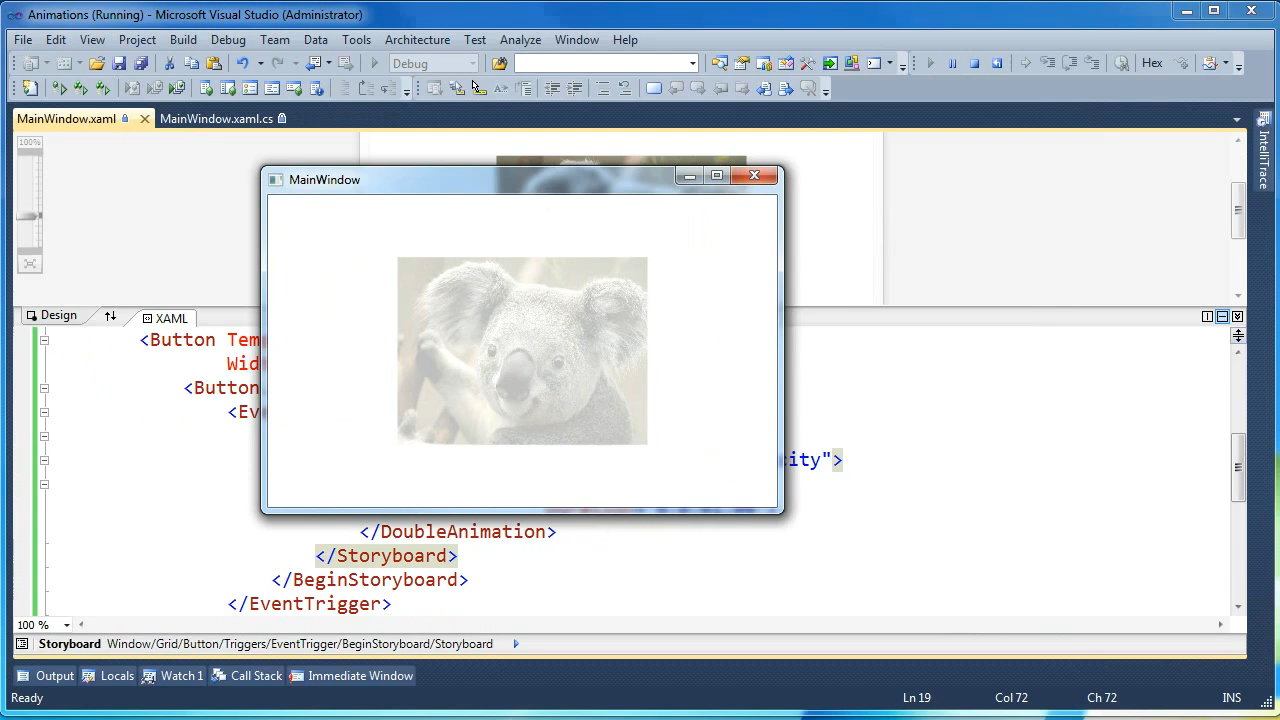 Animations (Running) - Microsoft Visual Studio (Administrator)
File Edit View Project Build Debug Team Data Tools Architecture Test Analyze Window Help
Debug Hex
MainWindow.xaml MainWindow.xaml.cs
IntelliTrace
100%
MainWindow
Design XAML
<Button Tem
Wid
<Button
<Ev
city">
</DoubleAnimation>
</Storyboard>
</BeginStoryboard>
</EventTrigger>
100 %
Storyboard Window/Grid/Button/Triggers/EventTrigger/BeginStoryboard/Storyboard
Output Locals Watch 1 Call Stack Immediate Window
Ready Ln 19 Col 72 Ch 72 INS